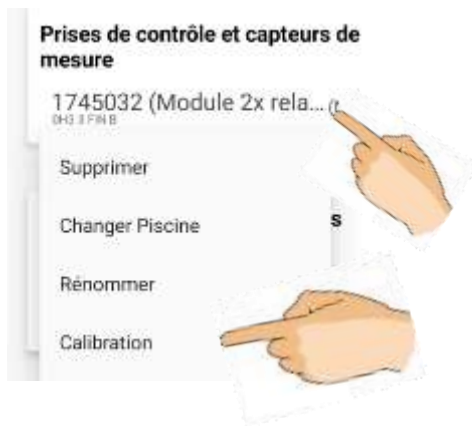 Prises de contrôle et capteurs de
mesure
1745032 (Module 2x rela...
Supprimer
Changer Piscine
s
Rénommer
Calibration